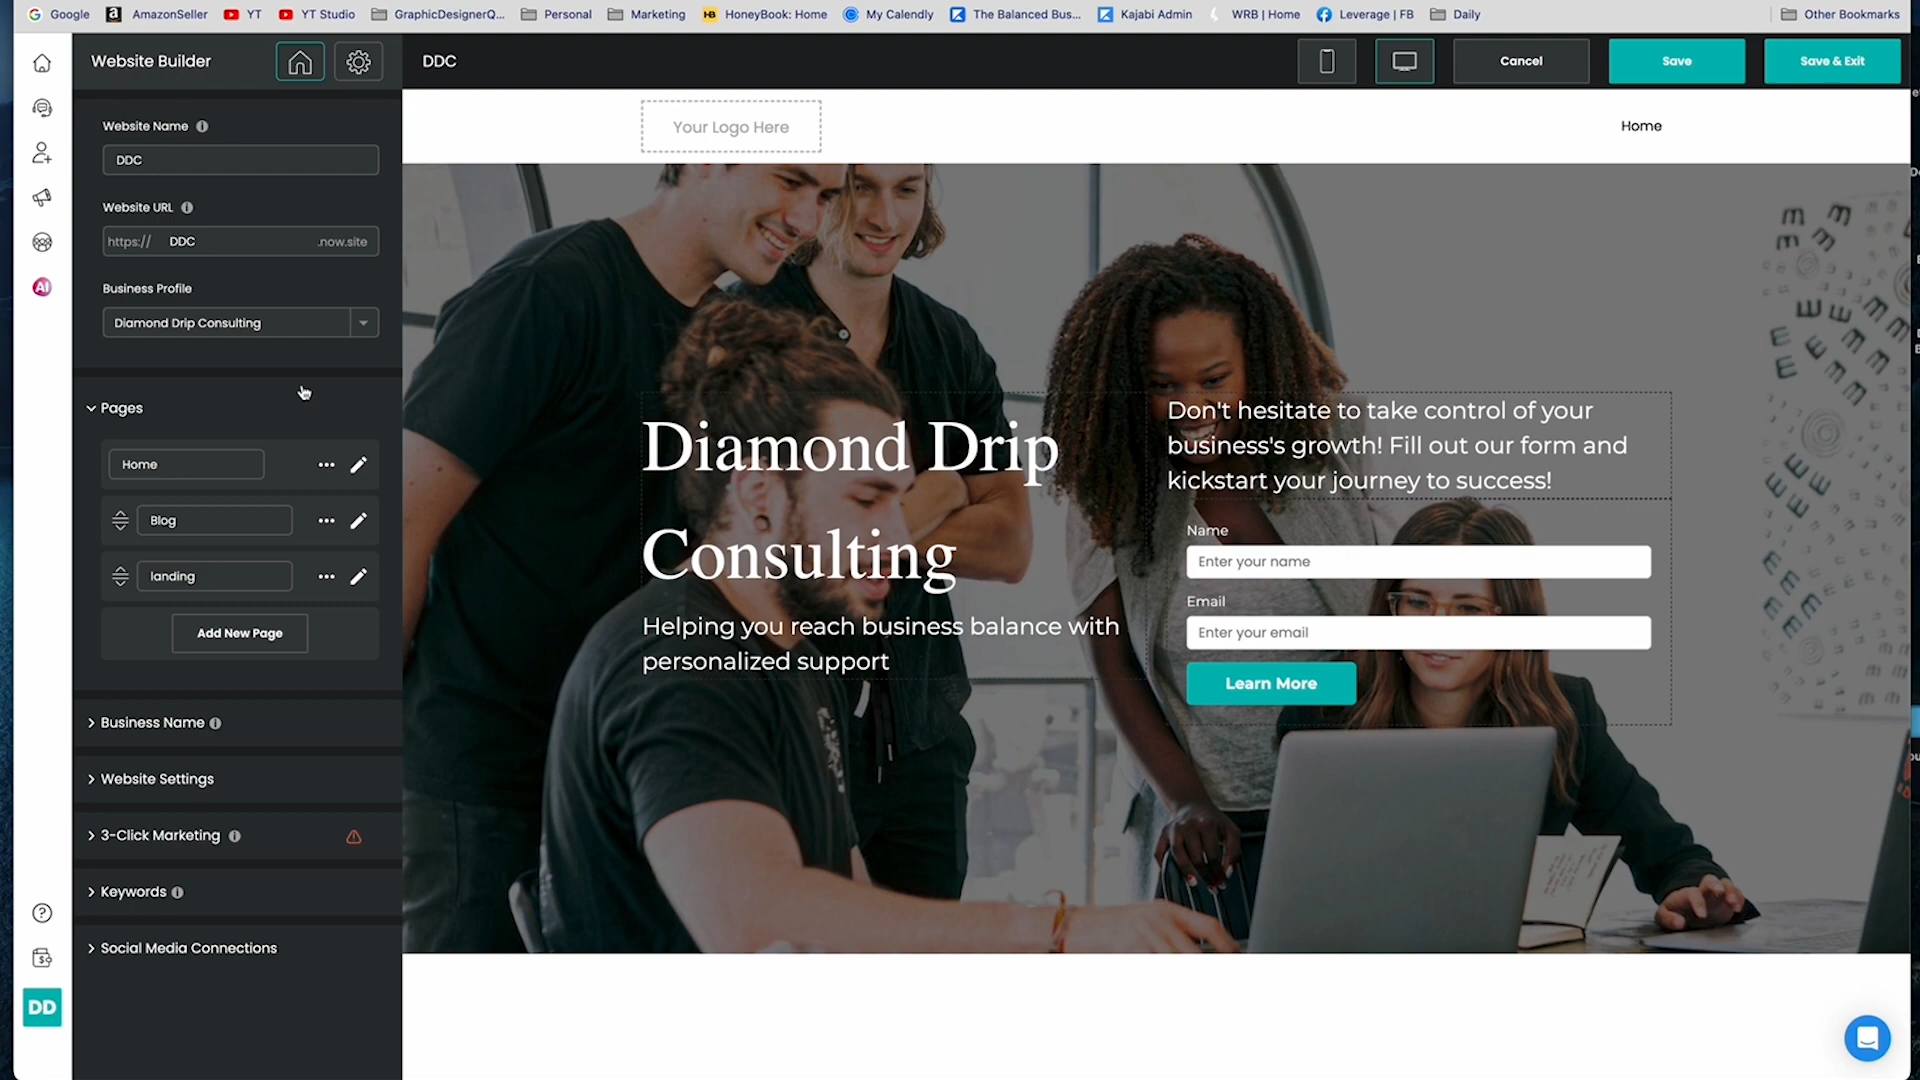 Google
AmazonSeller
YT
YT Studio
GraphicDesignerQ...
Personal
Marketing
HB
HoneyBook: Home
My Calendly
The Balanced Bus...
Kajabi Admin
WRB | Home
Leverage | FB
Daily
Other Bookmarks
Website Builder
DDC
Cancel
Save
Save & Exit
Website Name
DDC
Website URL
https:// DDC .now.site
Business Profile
Diamond Drip Consulting
Pages
Home
Blog
landing
Add New Page
Business Name
Website Settings
3-Click Marketing
Keywords
Social Media Connections
AI
DD
Your Logo Here
Home
Diamond Drip
Consulting
Helping you reach business balance with
personalized support
Don't hesitate to take control of your
business's growth! Fill out our form and
kickstart your journey to success!
Name
Enter your name
Email
Enter your email
Learn More